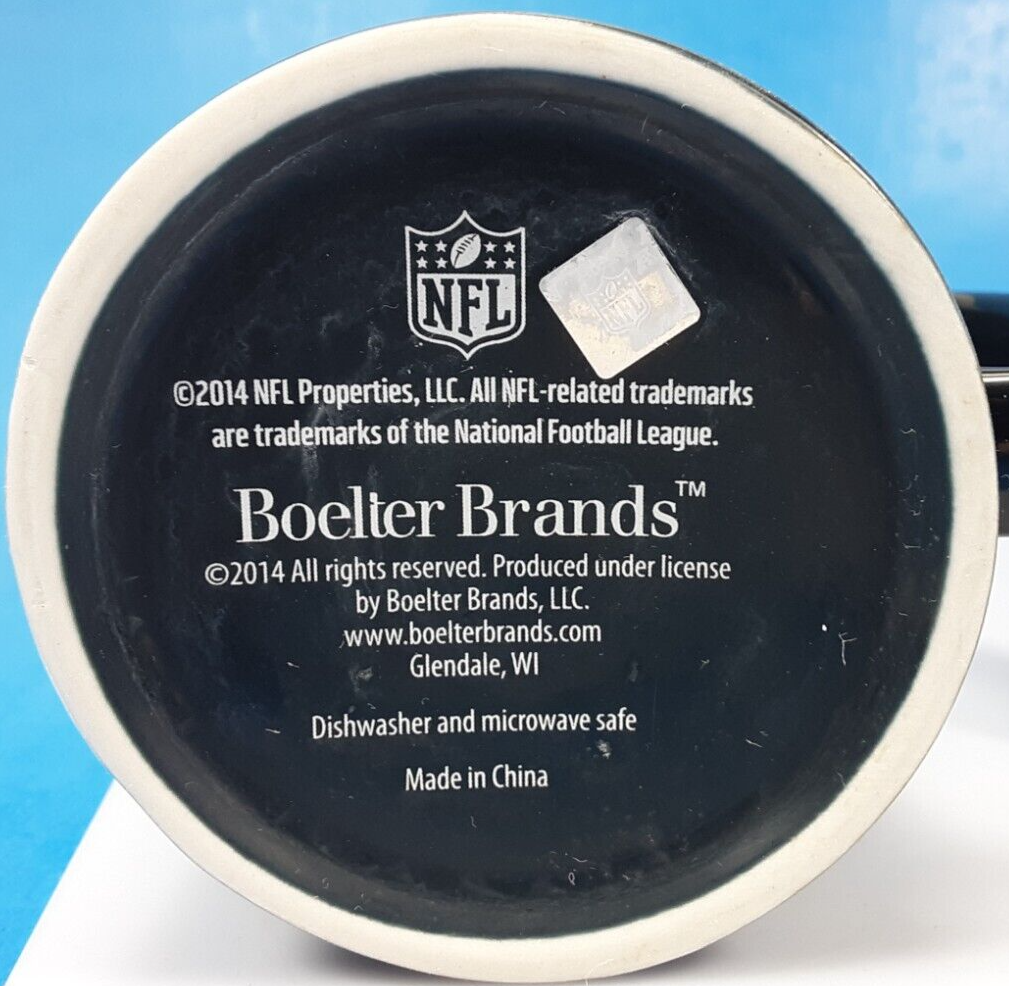 NFL
NFL
©2014 NFL Properties, LLC. All NFL-related trademarks
are trademarks of the National Football League.
Boelter Brands™
©2014 All rights reserved. Produced under license
by Boelter Brands, LLC.
www.boelterbrands.com
Glendale, WI
Dishwasher and microwave safe
Made in China